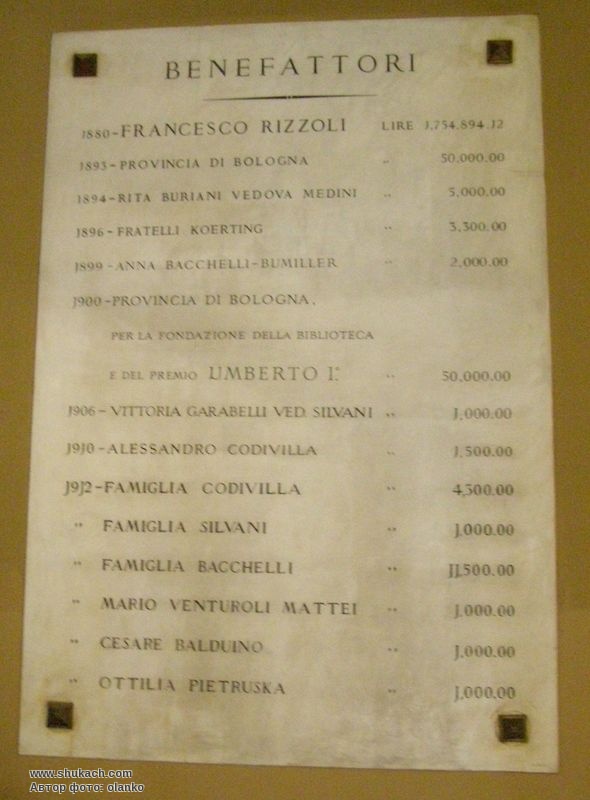 BENEFATTORI
1880-FRANCESCO RIZZOLI LIRE 1,754.894.12
1893-PROVINCIA DI BOLOGNA " 50,000.00
1894-RITA BURIANI VEDOVA MEDINI " 5,000.00
1896-FRATELLI KOERTING " 3,300.00
1899-ANNA BACCHELLI-BUMILLER " 2,000.00
1900-PROVINCIA DI BOLOGNA,
PER LA FONDAZIONE DELLA BIBLIOTECA
E DEL PREMIO UMBERTO I.° " 50,000.00
1906-VITTORIA GARABELLI VED. SILVANI " 1,000.00
1910-ALESSANDRO CODIVILLA " 1,500.00
1912-FAMIGLIA CODIVILLA " 4,500.00
" FAMIGLIA SILVANI " 1,000.00
" FAMIGLIA BACCHELLI " 11,500.00
" MARIO VENTUROLI MATTEI " 1,000.00
" CESARE BALDUINO " 1,000.00
" OTTILIA PIETRUSKA " 1,000.00
www.shukach.com
Автор фото: olanko